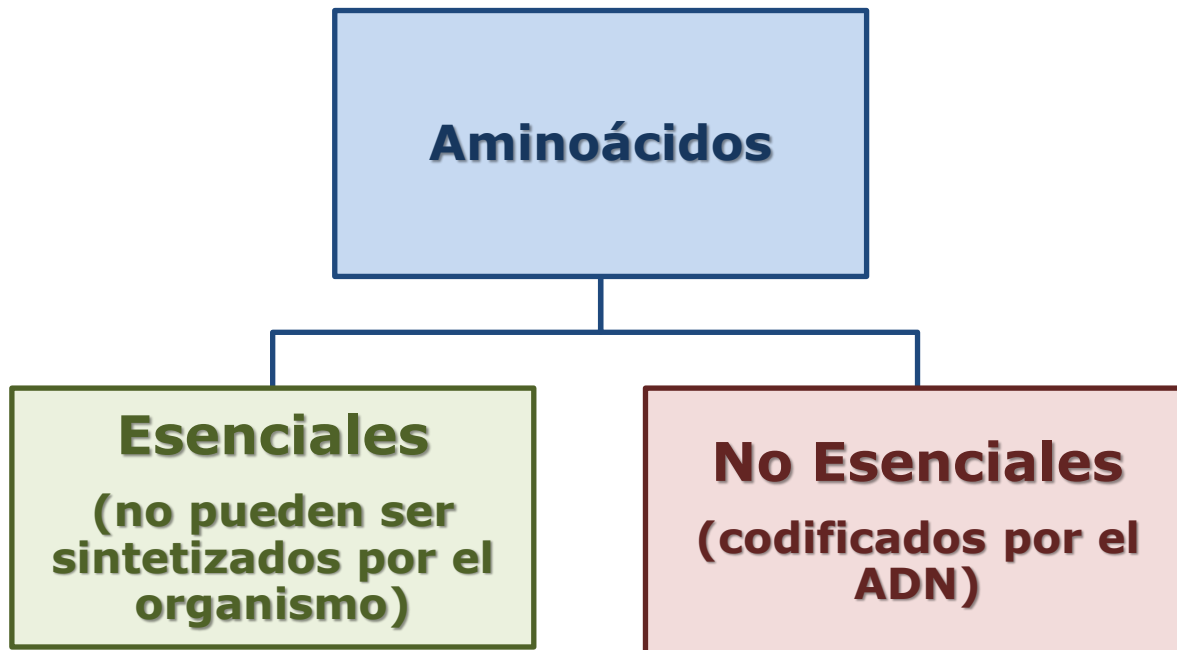 Aminoácidos
Esenciales
(no pueden ser
sintetizados por el
organismo)
No Esenciales
(codificados por el
ADN)